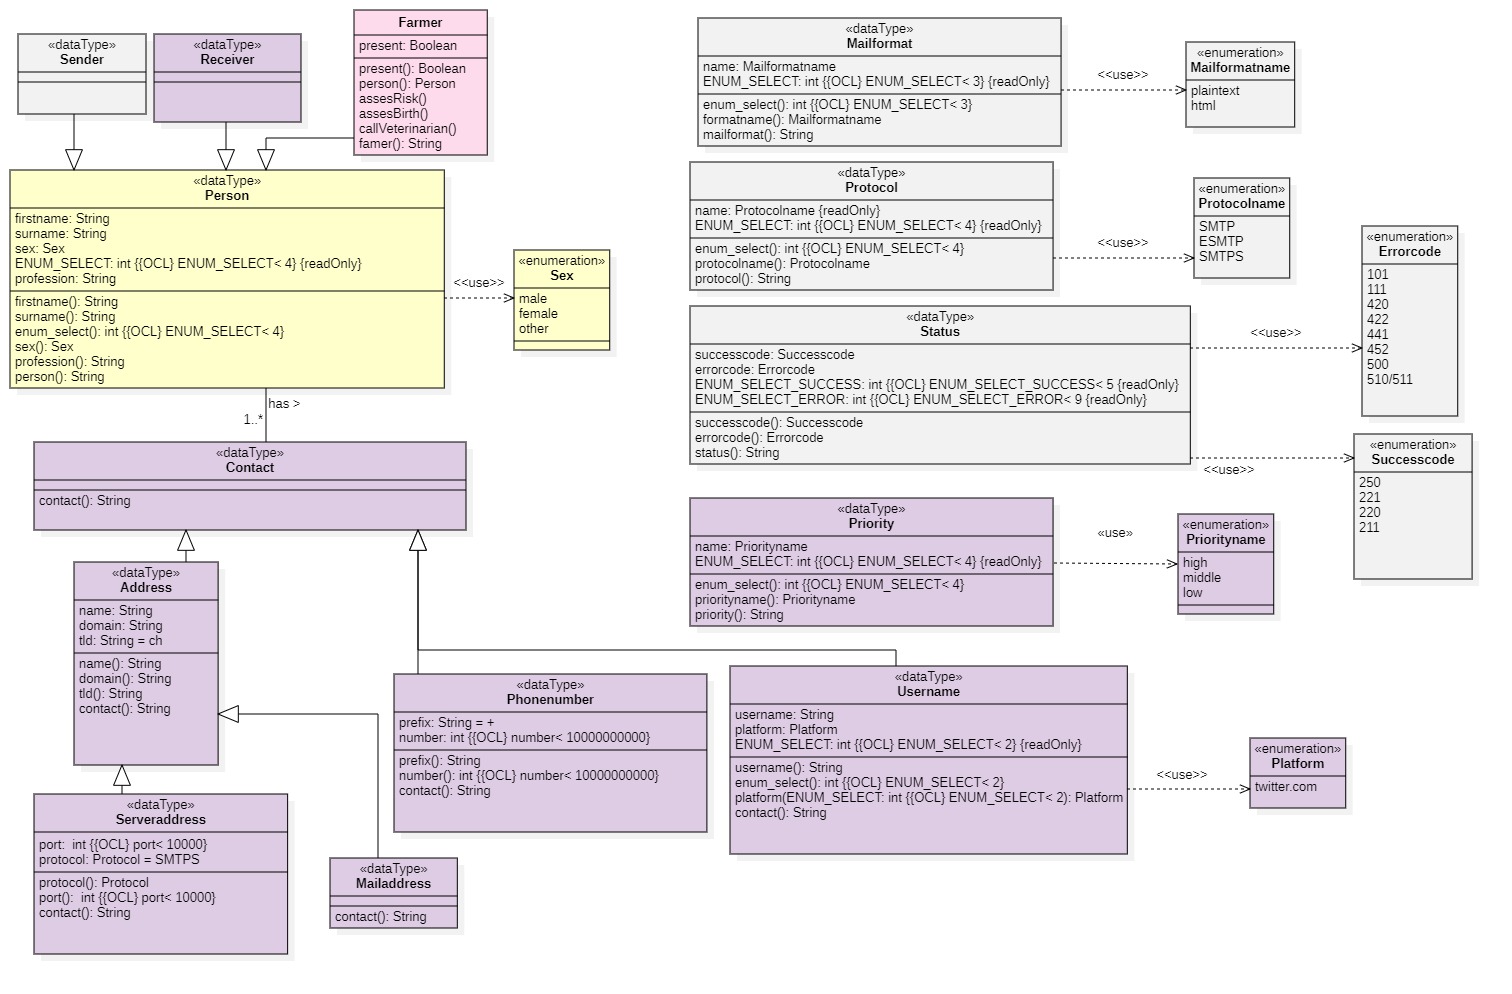 «dataType»
Sender
«dataType»
Receiver
Farmer
present: Boolean
present(): Boolean
person(): Person
assesRisk()
assesBirth()
callVeterinarian()
famer(): String
«dataType»
Person
firstname: String
surname: String
sex: Sex
ENUM_SELECT: int {{OCL} ENUM_SELECT< 4} {readOnly}
profession: String
firstname(): String
surname(): String
enum_select(): int {{OCL} ENUM_SELECT< 4}
sex(): Sex
profession(): String
person(): String
<<use>>
«enumeration»
Sex
male
female
other
has >
1..*
«dataType»
Contact
contact(): String
«dataType»
Address
name: String
domain: String
tld: String = ch
name(): String
domain(): String
tld(): String
contact(): String
«dataType»
Serveraddress
port:  int {{OCL} port< 10000}
protocol: Protocol = SMTPS
protocol(): Protocol
port():  int {{OCL} port< 10000}
contact(): String
«dataType»
Mailaddress
contact(): String
«dataType»
Phonenumber
prefix: String = +
number: int {{OCL} number< 10000000000}
prefix(): String
number(): int {{OCL} number< 10000000000}
contact(): String
«dataType»
Username
username: String
platform: Platform
ENUM_SELECT: int {{OCL} ENUM_SELECT< 2} {readOnly}
username(): String
enum_select(): int {{OCL} ENUM_SELECT< 2}
platform(ENUM_SELECT: int {{OCL} ENUM_SELECT< 2): Platform
contact(): String
<<use>>
«enumeration»
Platform
twitter.com
«dataType»
Mailformat
name: Mailformatname
ENUM_SELECT: int {{OCL} ENUM_SELECT< 3} {readOnly}
enum_select(): int {{OCL} ENUM_SELECT< 3}
formatname(): Mailformatname
mailformat(): String
<<use>>
«enumeration»
Mailformatname
plaintext
html
«dataType»
Protocol
name: Protocolname {readOnly}
ENUM_SELECT: int {{OCL} ENUM_SELECT< 4} {readOnly}
enum_select(): int {{OCL} ENUM_SELECT< 4}
protocolname(): Protocolname
protocol(): String
<<use>>
«enumeration»
Protocolname
SMTP
ESMTP
SMTPS
«dataType»
Status
successcode: Successcode
errorcode: Errorcode
ENUM_SELECT_SUCCESS: int {{OCL} ENUM_SELECT_SUCCESS< 5 {readOnly}
ENUM_SELECT_ERROR: int {{OCL} ENUM_SELECT_ERROR< 9 {readOnly}
successcode(): Successcode
errorcode(): Errorcode
status(): String
<<use>>
«enumeration»
Errorcode
101
111
420
422
441
452
500
510/511
<<use>>
«enumeration»
Successcode
250
221
220
211
«dataType»
Priority
name: Priorityname
ENUM_SELECT: int {{OCL} ENUM_SELECT< 4} {readOnly}
enum_select(): int {{OCL} ENUM_SELECT< 4}
priorityname(): Priorityname
priority(): String
«use»
«enumeration»
Priorityname
high
middle
low